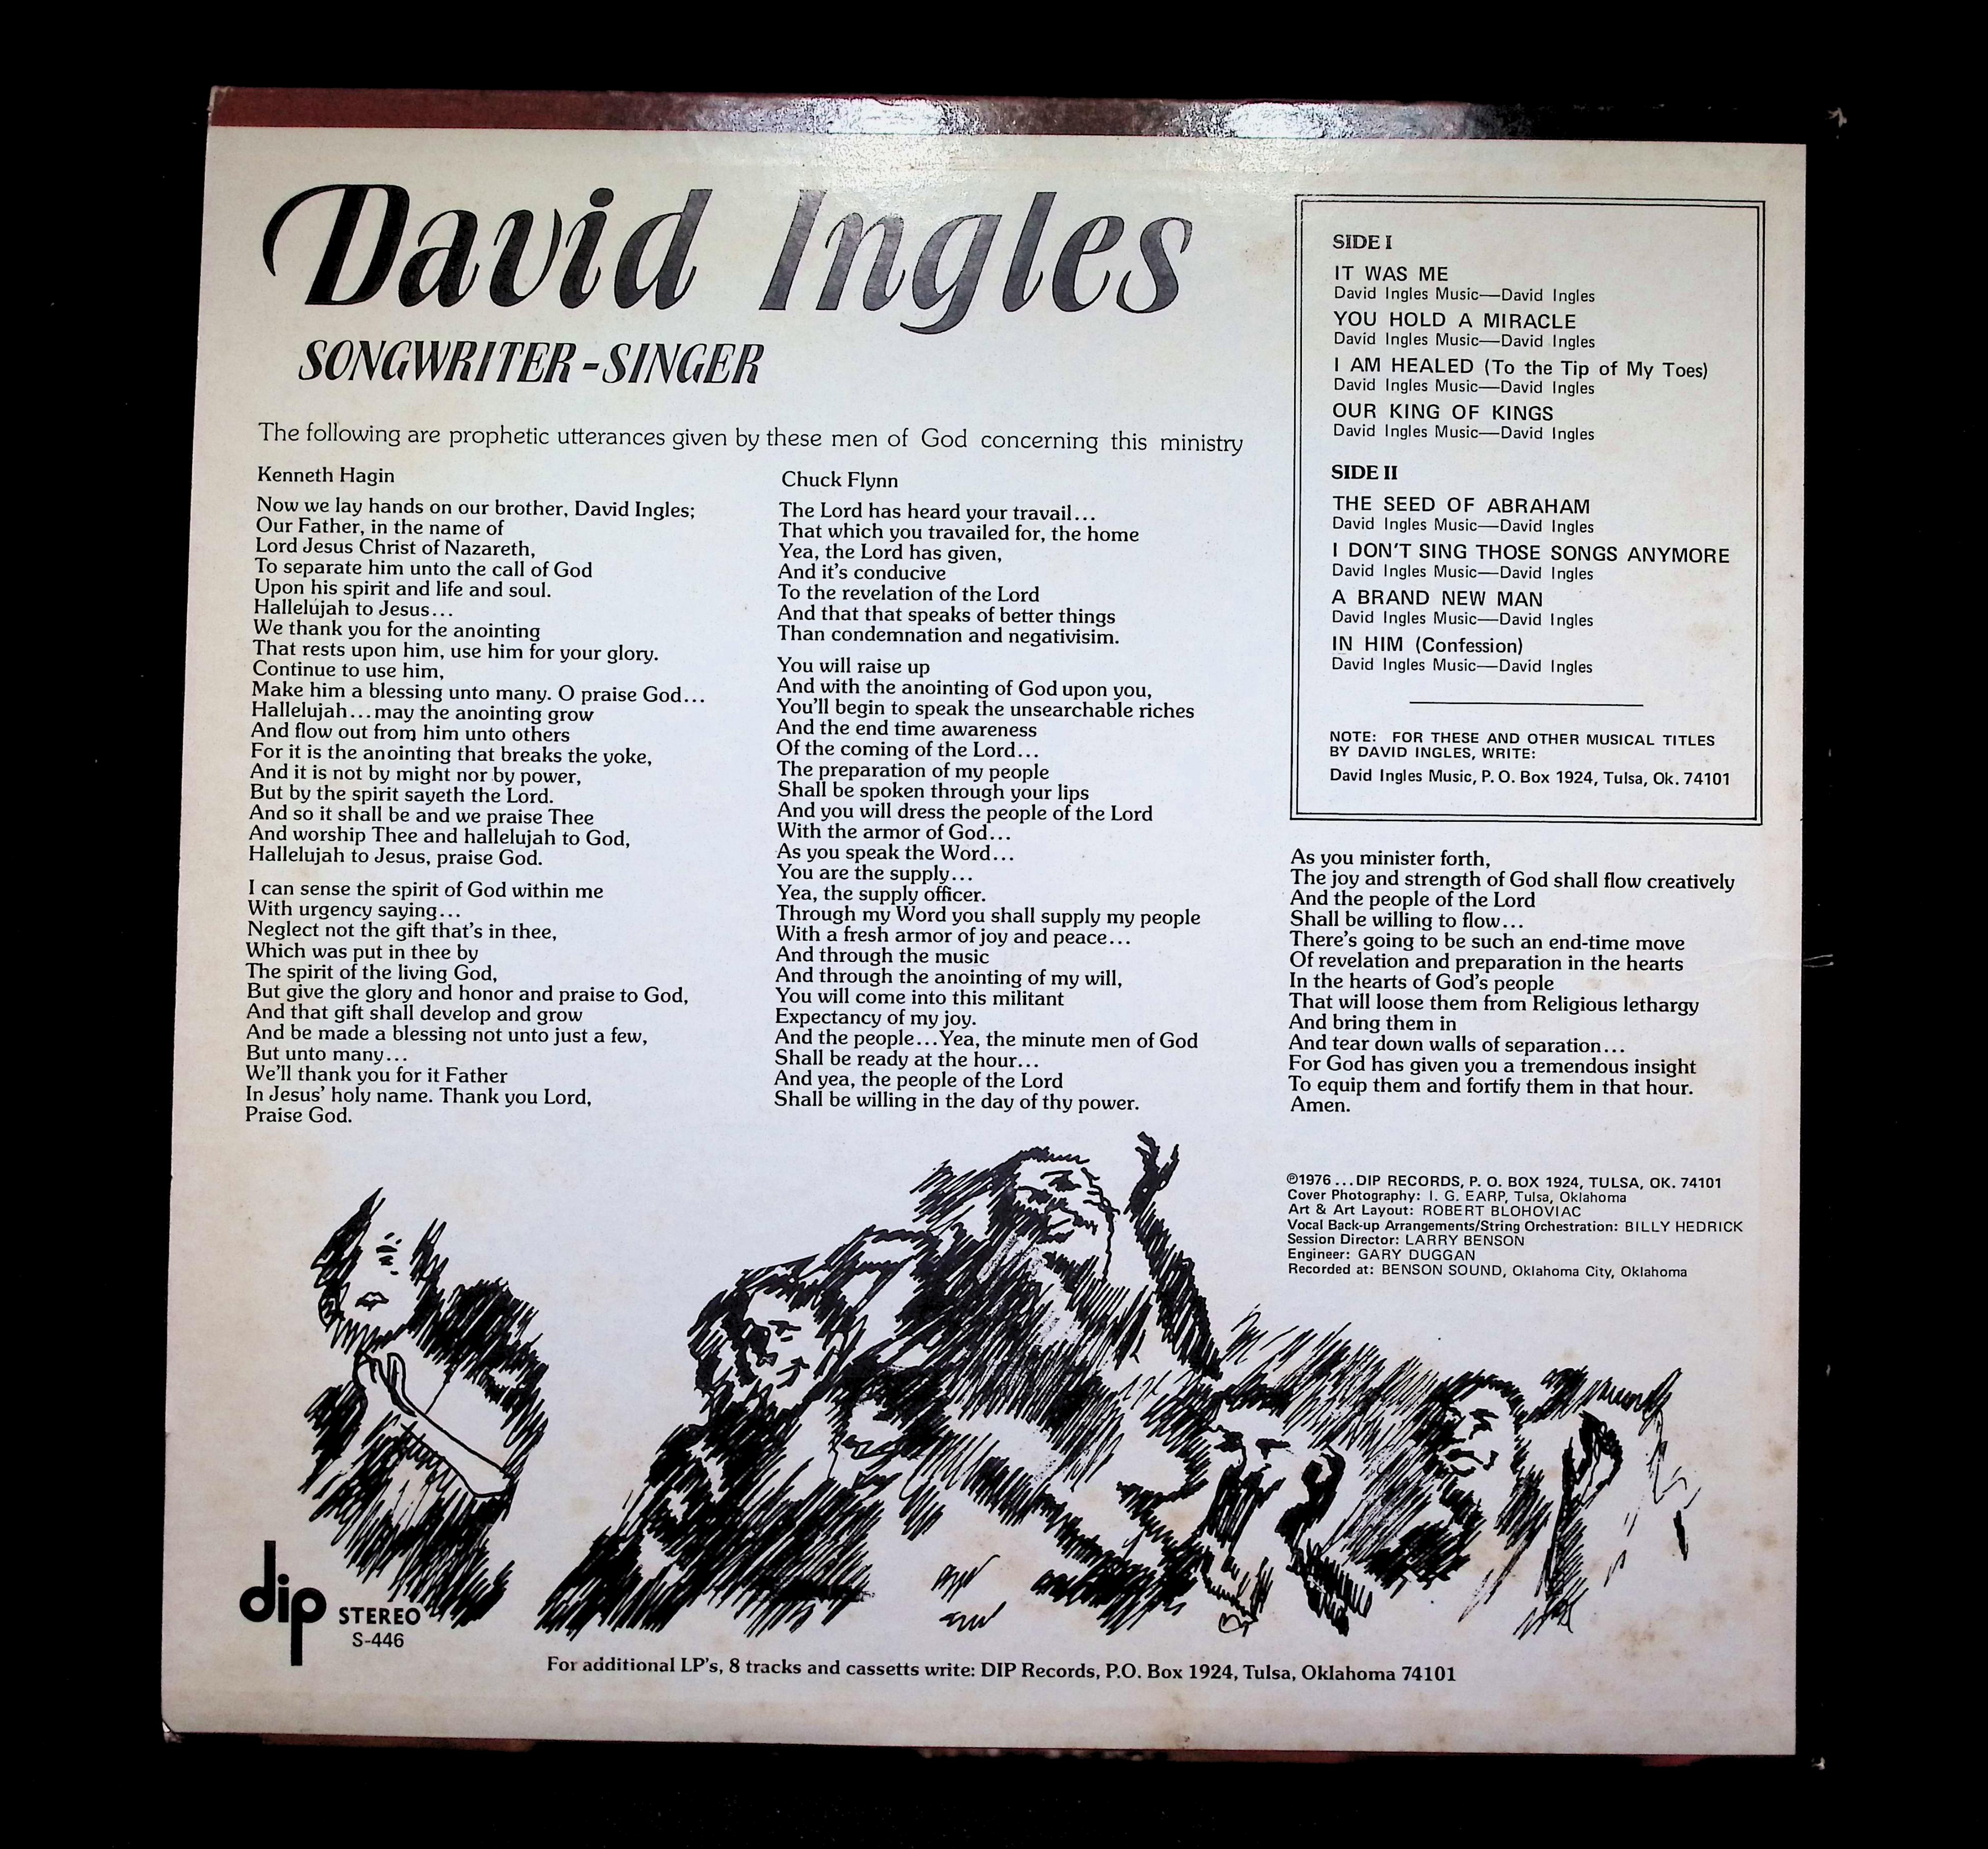 David Ingles
SONGWRITER-SINGER
The following are prophetic utterances given by these men of God concerning this ministry
Kenneth Hagin
Now we lay hands on our brother, David Ingles;
Our Father, in the name of
Lord Jesus Christ of Nazareth,
To separate him unto the call of God
Upon his spirit and life and soul.
Hallelujah to Jesus...
We thank you for the anointing
That rests upon him, use him for your glory.
Continue to use him,
Make him a blessing unto many. O praise God...
Hallelujah...may the anointing grow
And flow out from him unto others
For it is the anointing that breaks the yoke,
And it is not by might nor by power,
But by the spirit sayeth the Lord.
And so it shall be and we praise Thee
And worship Thee and hallelujah to God,
Hallelujah to Jesus, praise God.
I can sense the spirit of God within me
With urgency saying...
Neglect not the gift that's in thee,
Which was put in thee by
The spirit of the living God,
But give the glory and honor and praise to God,
And that gift shall develop and grow
And be made a blessing not unto just a few,
But unto many...
We'll thank you for it Father
In Jesus' holy name. Thank you Lord,
Praise God.
Chuck Flynn
The Lord has heard your travail...
That which you travailed for, the home
Yea, the Lord has given,
And it's conducive
To the revelation of the Lord
And that that speaks of better things
Than condemnation and negativisim.
You will raise up
And with the anointing of God upon you,
You'll begin to speak the unsearchable riches
And the end time awareness
Of the coming of the Lord...
The preparation of my people
Shall be spoken through your lips
And you will dress the people of the Lord
With the armor of God...
As you speak the Word...
You are the supply...
Yea, the supply officer.
Through my Word you shall supply my people
With a fresh armor of joy and peace...
And through the music
And through the anointing of my will,
You will come into this militant
Expectancy of my joy.
And the people...Yea, the minute men of God
Shall be ready at the hour...
And yea, the people of the Lord
Shall be willing in the day of thy power.
SIDE I
IT WAS ME
David Ingles Music—David Ingles
YOU HOLD A MIRACLE
David Ingles Music—David Ingles
I AM HEALED (To the Tip of My Toes)
David Ingles Music—David Ingles
OUR KING OF KINGS
David Ingles Music—David Ingles
SIDE II
THE SEED OF ABRAHAM
David Ingles Music—David Ingles
I DON'T SING THOSE SONGS ANYMORE
David Ingles Music—David Ingles
A BRAND NEW MAN
David Ingles Music—David Ingles
IN HIM (Confession)
David Ingles Music—David Ingles
NOTE: FOR THESE AND OTHER MUSICAL TITLES
BY DAVID INGLES, WRITE:
David Ingles Music, P. O. Box 1924, Tulsa, Ok. 74101
As you minister forth,
The joy and strength of God shall flow creatively
And the people of the Lord
Shall be willing to flow...
There's going to be such an end-time move
Of revelation and preparation in the hearts
In the hearts of God's people
That will loose them from Religious lethargy
And bring them in
And tear down walls of separation...
For God has given you a tremendous insight
To equip them and fortify them in that hour.
Amen.
℗1976...DIP RECORDS, P. O. BOX 1924, TULSA, OK. 74101
Cover Photography: I. G. EARP, Tulsa, Oklahoma
Art & Art Layout: ROBERT BLOHOVIAC
Vocal Back-up Arrangements/String Orchestration: BILLY HEDRICK
Session Director: LARRY BENSON
Engineer: GARY DUGGAN
Recorded at: BENSON SOUND, Oklahoma City, Oklahoma
dip STEREO
S-446
For additional LP's, 8 tracks and cassetts write: DIP Records, P.O. Box 1924, Tulsa, Oklahoma 74101